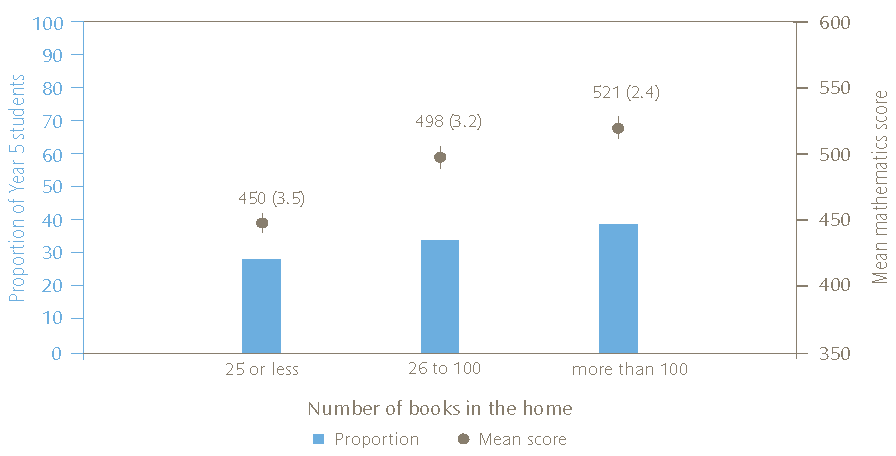 100
90
80
70
60
50
40
30
20
10
0
Proportion of Year 5 students
600
550
500
450
400
350
Mean mathematics score
450 (3.5)
498 (3.2)
521 (2.4)
25 or less
26 to 100
more than 100
Number of books in the home
Proportion
Mean score